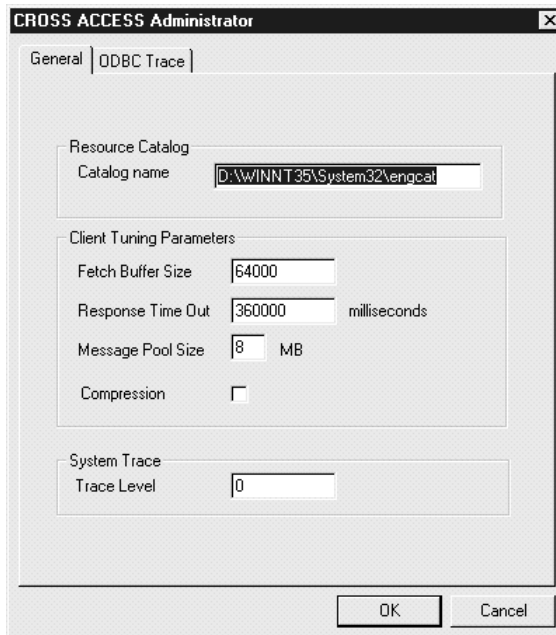 CROSS ACCESS Administrator
General
ODBC Trace
Resource Catalog
Catalog name D:\WINNT35\System32\engcat
Client Tuning Parameters
Fetch Buffer Size 64000
Response Time Out 360000 milliseconds
Message Pool Size 8 MB
Compression
System Trace
Trace Level 0
OK Cancel